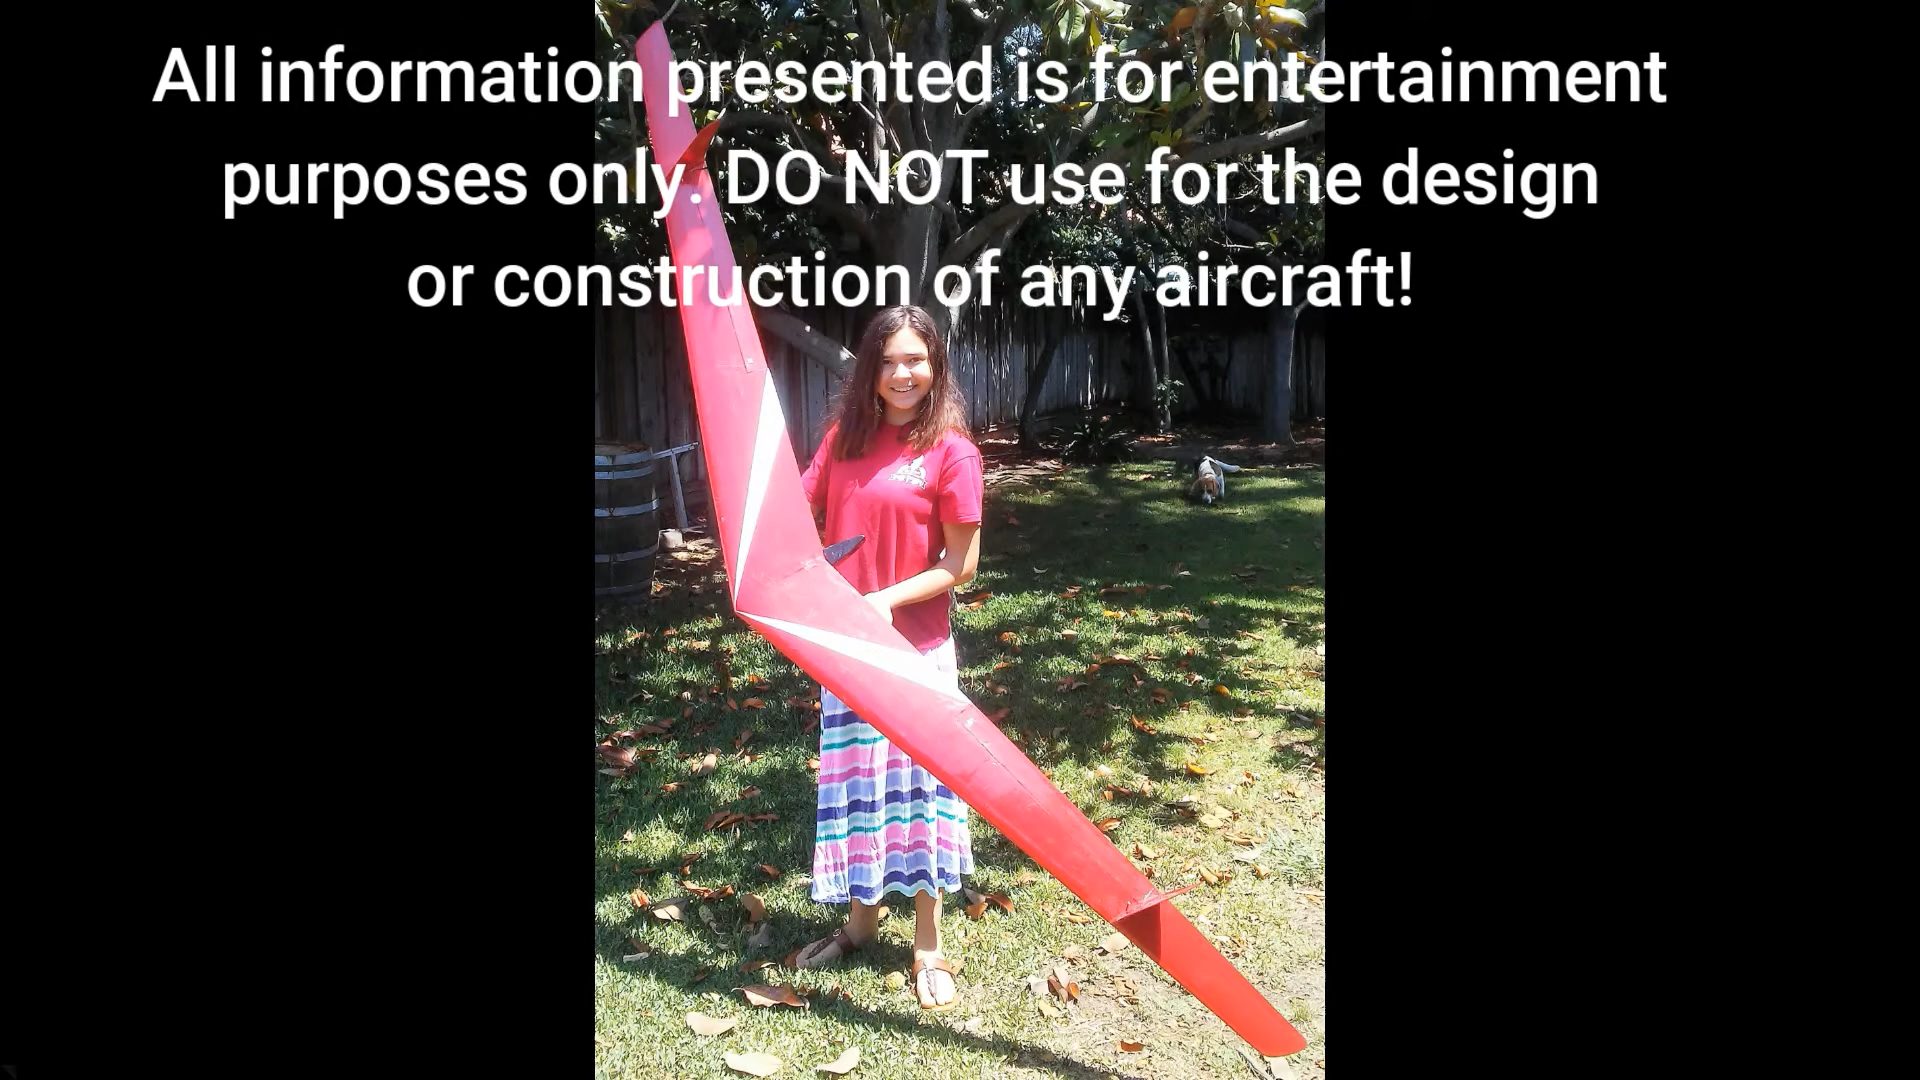 All information presented is for entertainment
purposes only. DO NOT use for the design
or construction of any aircraft!